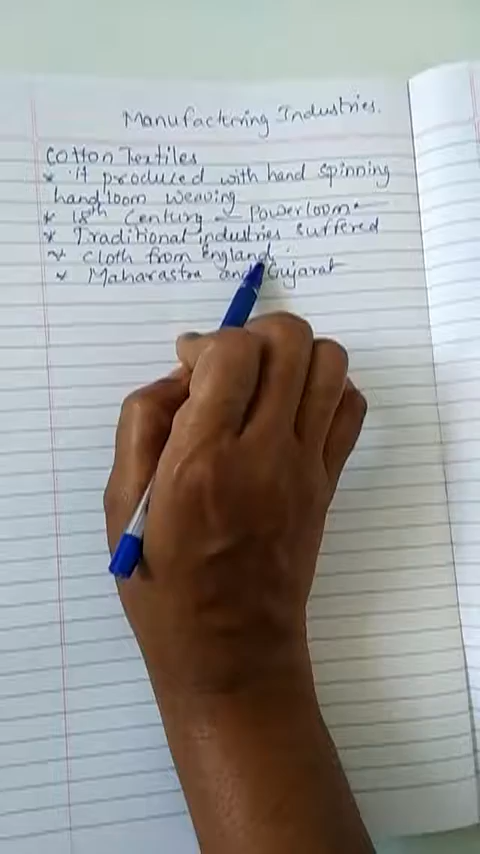 Manufacturing Industries.
Cotton Textiles
* It produced with hand spinning
handloom weaving
* 18th Century - Powerloom
* Traditional industries suffered
* cloth from England.
* Maharastra and Gujarat